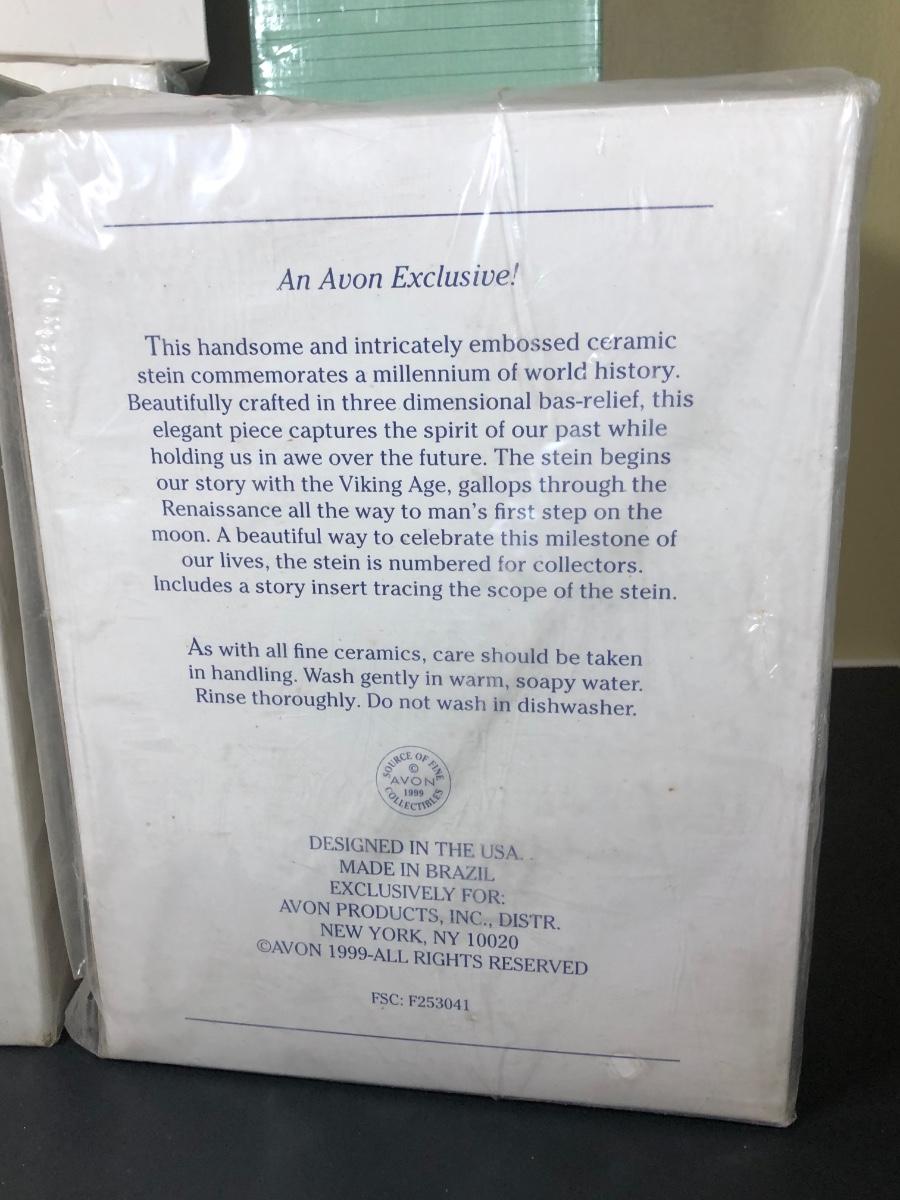 An Avon Exclusive!
This handsome and intricately embossed ceramic
stein commemorates a millennium of world history.
Beautifully crafted in three dimensional bas-relief, this
elegant piece captures the spirit of our past while
holding us in awe over the future. The stein begins
our story with the Viking Age, gallops through the
Renaissance all the way to man's first step on the
moon. A beautiful way to celebrate this milestone of
our lives, the stein is numbered for collectors.
Includes a story insert tracing the scope of the stein.
As with all fine ceramics, care should be taken
in handling. Wash gently in warm, soapy water.
Rinse thoroughly. Do not wash in dishwasher.
SOURCE OF FINE
©
AVON
1999
COLLECTIBLES
DESIGNED IN THE USA.
MADE IN BRAZIL
EXCLUSIVELY FOR:
AVON PRODUCTS, INC., DISTR.
NEW YORK, NY 10020
©AVON 1999-ALL RIGHTS RESERVED
FSC: F253041